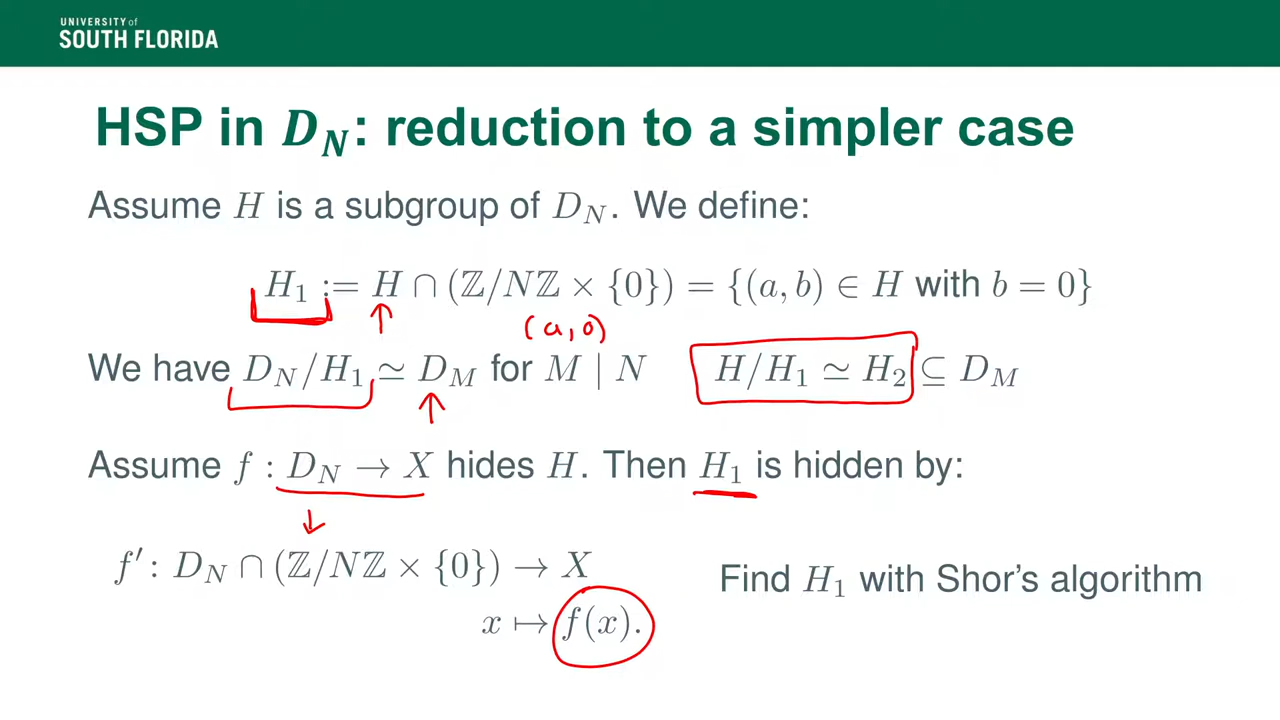 UNIVERSITY of
SOUTH FLORIDA
HSP in D_N: reduction to a simpler case
Assume H is a subgroup of D_N. We define:
H_1 := H ∩ (ℤ/Nℤ × {0}) = {(a, b) ∈ H with b = 0}
(a, 0)
We have D_N/H_1 ≃ D_M for M | N H/H_1 ≃ H_2 ⊆ D_M
Assume f : D_N → X hides H. Then H_1 is hidden by:
f′: D_N ∩ (ℤ/Nℤ × {0}) → X
Find H_1 with Shor's algorithm
x ↦ f(x).